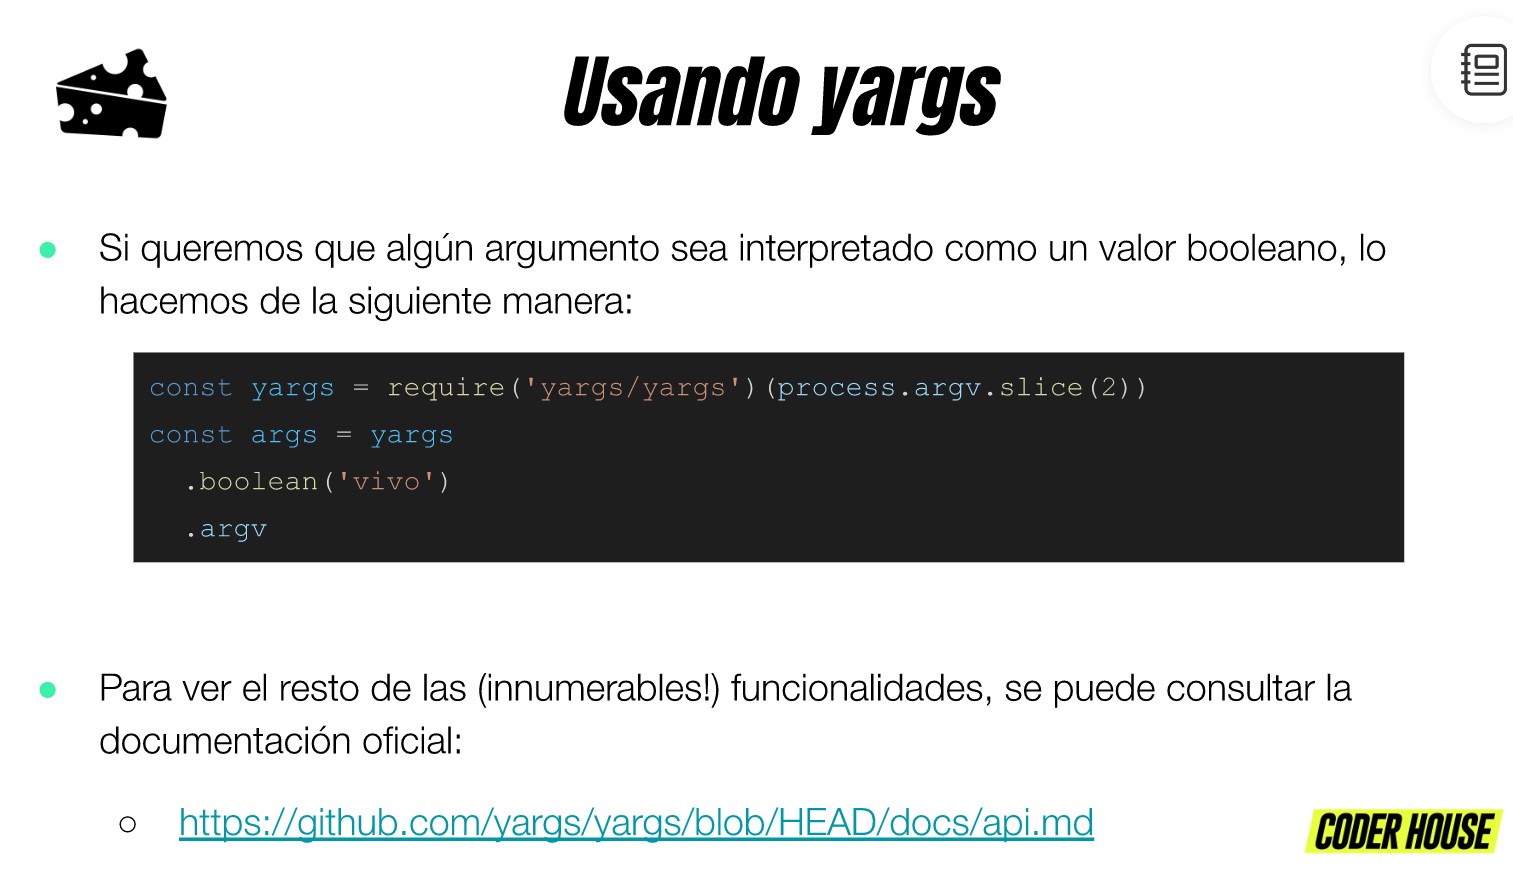 Usando yargs
Si queremos que algún argumento sea interpretado como un valor booleano, lo
hacemos de la siguiente manera:
const yargs = require('yargs/yargs')(process.argv.slice(2))
const args = yargs
  .boolean('vivo')
  .argv
Para ver el resto de las (innumerables!) funcionalidades, se puede consultar la
documentación oficial:
https://github.com/yargs/yargs/blob/HEAD/docs/api.md
CODER HOUSE